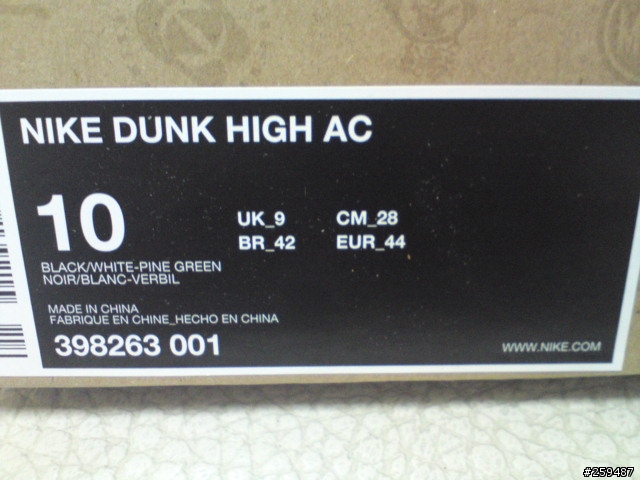 NIKE DUNK HIGH AC
10
UK_9 CM_28
BR_42 EUR_44
BLACK/WHITE-PINE GREEN
NOIR/BLANC-VERBIL
MADE IN CHINA
FABRIQUE EN CHINE_HECHO EN CHINA
398263 001
WWW.NIKE.COM
#259487